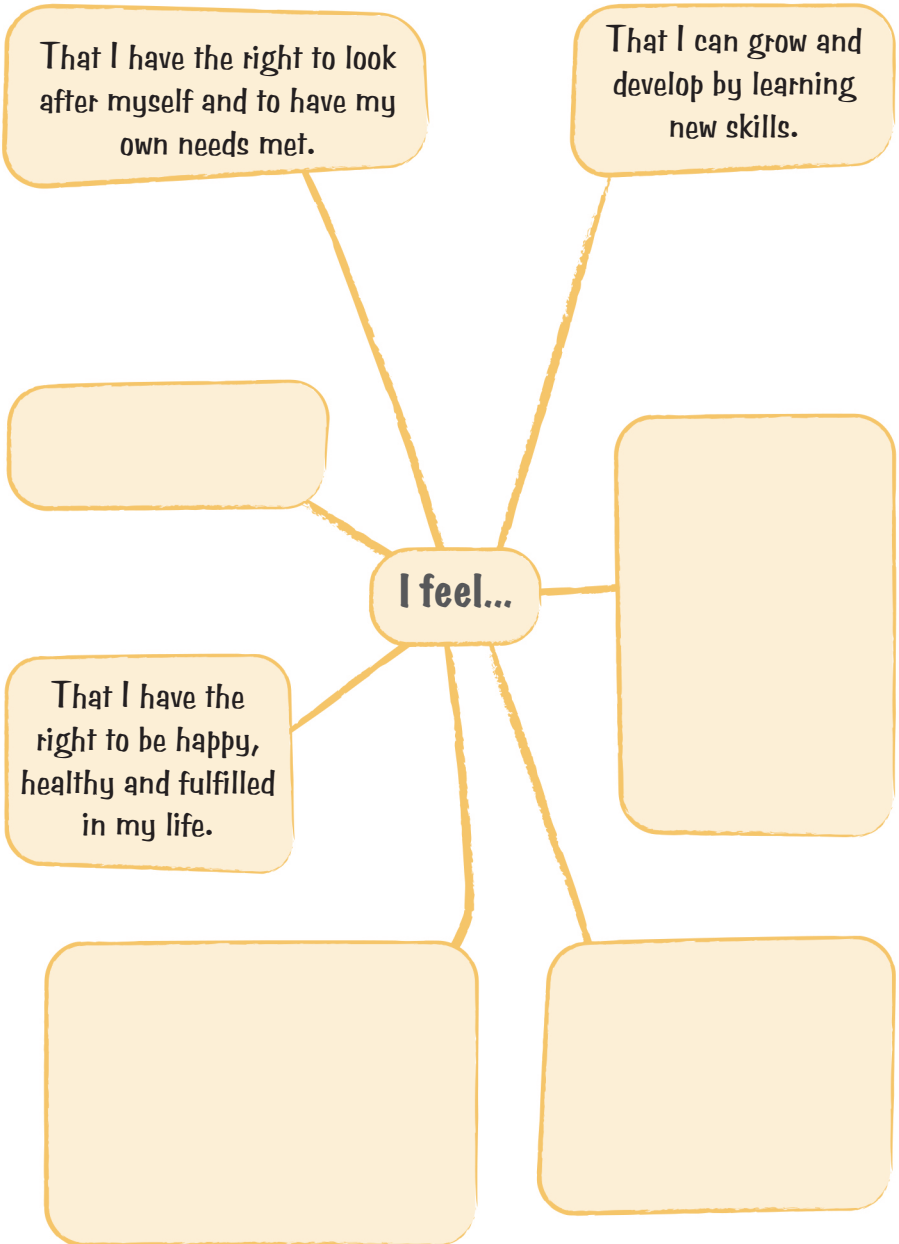 That I have the right to look
after myself and to have my
own needs met.
That I can grow and
develop by learning
new skills.
I feel...
That I have the
right to be happy,
healthy and fulfilled
in my life.